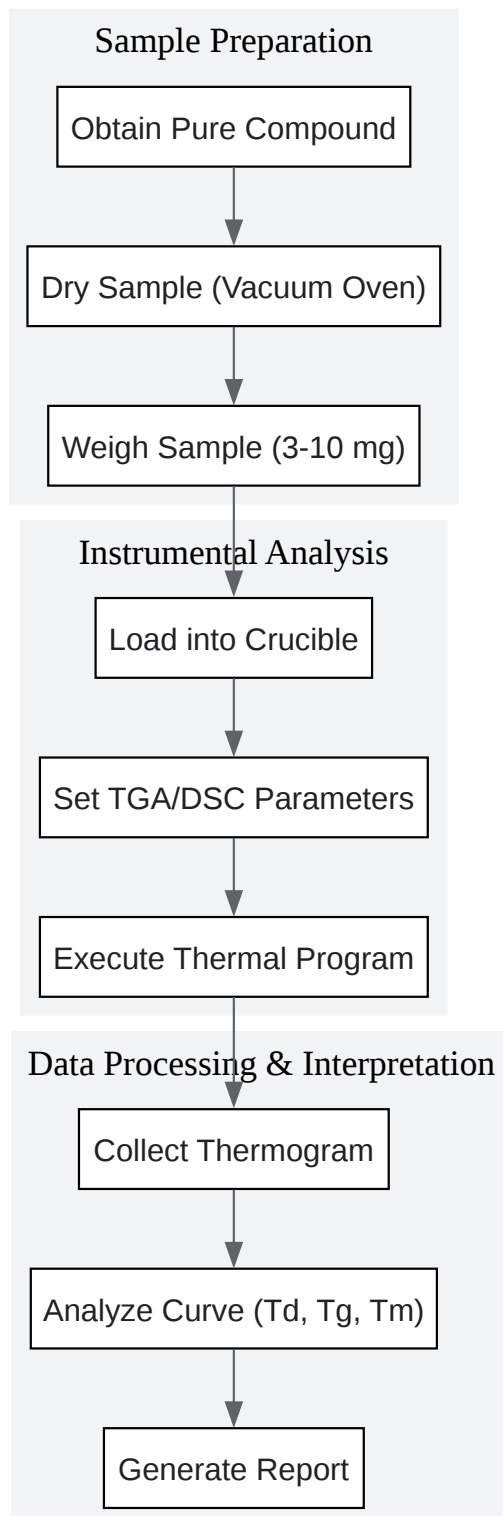 Sample Preparation
Obtain Pure Compound
Dry Sample (Vacuum Oven)
Weigh Sample (3-10 mg)
Instrumental Analysis
Load into Crucible
Set TGA/DSC Parameters
Execute Thermal Program
Data Processing & Interpretation
Collect Thermogram
Analyze Curve (Td, Tg, Tm)
Generate Report